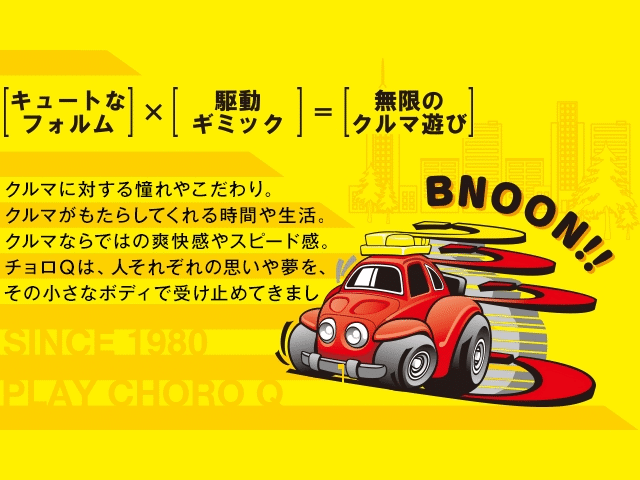 [キュートなフォルム] × [駆動ギミック] = [無限のクルマ遊び]
BNOON!!
クルマに対する憧れやこだわり。
クルマがもたらしてくれる時間や生活。
クルマならではの爽快感やスピード感。
チョロQは、人それぞれの思いや夢を、
その小さなボディで受け止めてきまし
SINCE 1980
PLAY CHORO Q